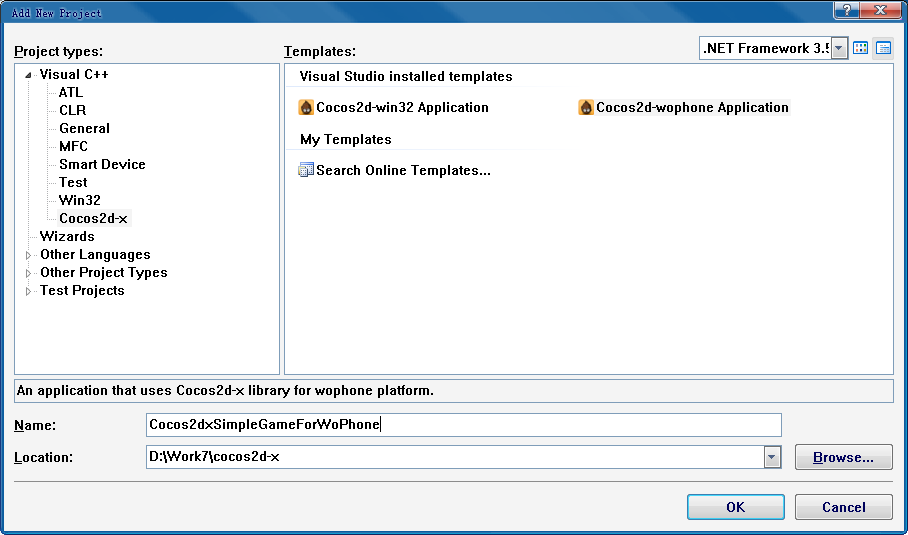 Add New Project
Project types:
Templates:
.NET Framework 3.5
Visual C++
ATL
CLR
General
MFC
Smart Device
Test
Win32
Cocos2d-x
Wizards
Other Languages
Other Project Types
Test Projects
Visual Studio installed templates
Cocos2d-win32 Application
Cocos2d-wophone Application
My Templates
Search Online Templates...
An application that uses Cocos2d-x library for wophone platform.
Name:
Cocos2dxSimpleGameForWoPhone
Location:
D:\Work7\cocos2d-x
Browse...
OK
Cancel